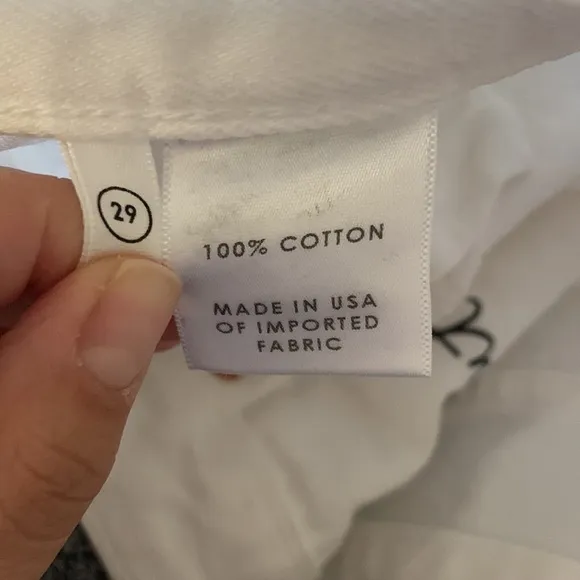 29
100% COTTON
MADE IN USA
OF IMPORTED
FABRIC